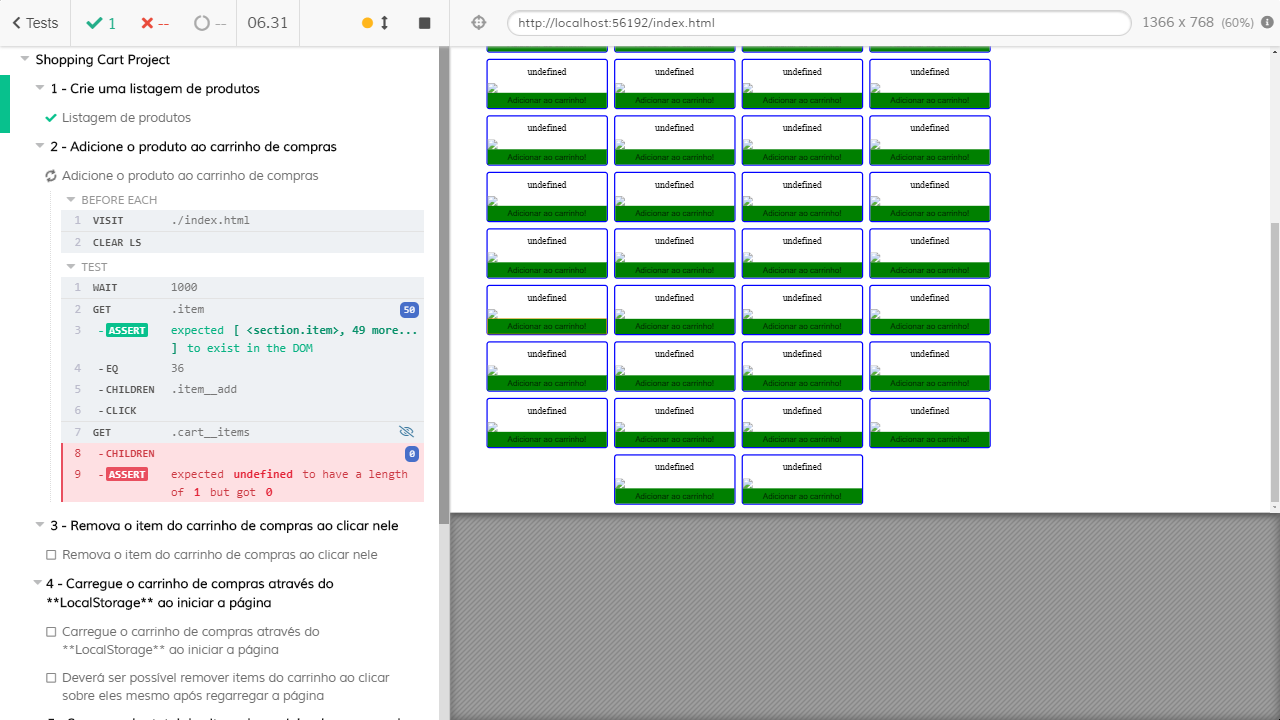 Tests
1
--
--
06.31
http://localhost:56192/index.html
1366 x 768 (60%)
Shopping Cart Project
1 - Crie uma listagem de produtos
Listagem de produtos
2 - Adicione o produto ao carrinho de compras
Adicione o produto ao carrinho de compras
BEFORE EACH
1 VISIT ./index.html
2 CLEAR LS
TEST
1 WAIT 1000
2 GET .item 50
3 -ASSERT expected [ <section.item>, 49 more...
] to exist in the DOM
4 -EQ 36
5 -CHILDREN .item__add
6 -CLICK
7 GET .cart__items
8 -CHILDREN 0
9 -ASSERT expected undefined to have a length
of 1 but got 0
3 - Remova o item do carrinho de compras ao clicar nele
Remova o item do carrinho de compras ao clicar nele
4 - Carregue o carrinho de compras através do
**LocalStorage** ao iniciar a página
Carregue o carrinho de compras através do
**LocalStorage** ao iniciar a página
Deverá ser possível remover items do carrinho ao clicar
sobre eles mesmo após regarregar a página
undefined undefined undefined undefined
Adicionar ao carrinho! Adicionar ao carrinho! Adicionar ao carrinho! Adicionar ao carrinho!
undefined undefined undefined undefined
Adicionar ao carrinho! Adicionar ao carrinho! Adicionar ao carrinho! Adicionar ao carrinho!
undefined undefined undefined undefined
Adicionar ao carrinho! Adicionar ao carrinho! Adicionar ao carrinho! Adicionar ao carrinho!
undefined undefined undefined undefined
Adicionar ao carrinho! Adicionar ao carrinho! Adicionar ao carrinho! Adicionar ao carrinho!
undefined undefined undefined undefined
Adicionar ao carrinho! Adicionar ao carrinho! Adicionar ao carrinho! Adicionar ao carrinho!
undefined undefined undefined undefined
Adicionar ao carrinho! Adicionar ao carrinho! Adicionar ao carrinho! Adicionar ao carrinho!
undefined undefined undefined undefined
Adicionar ao carrinho! Adicionar ao carrinho! Adicionar ao carrinho! Adicionar ao carrinho!
undefined undefined
Adicionar ao carrinho! Adicionar ao carrinho!